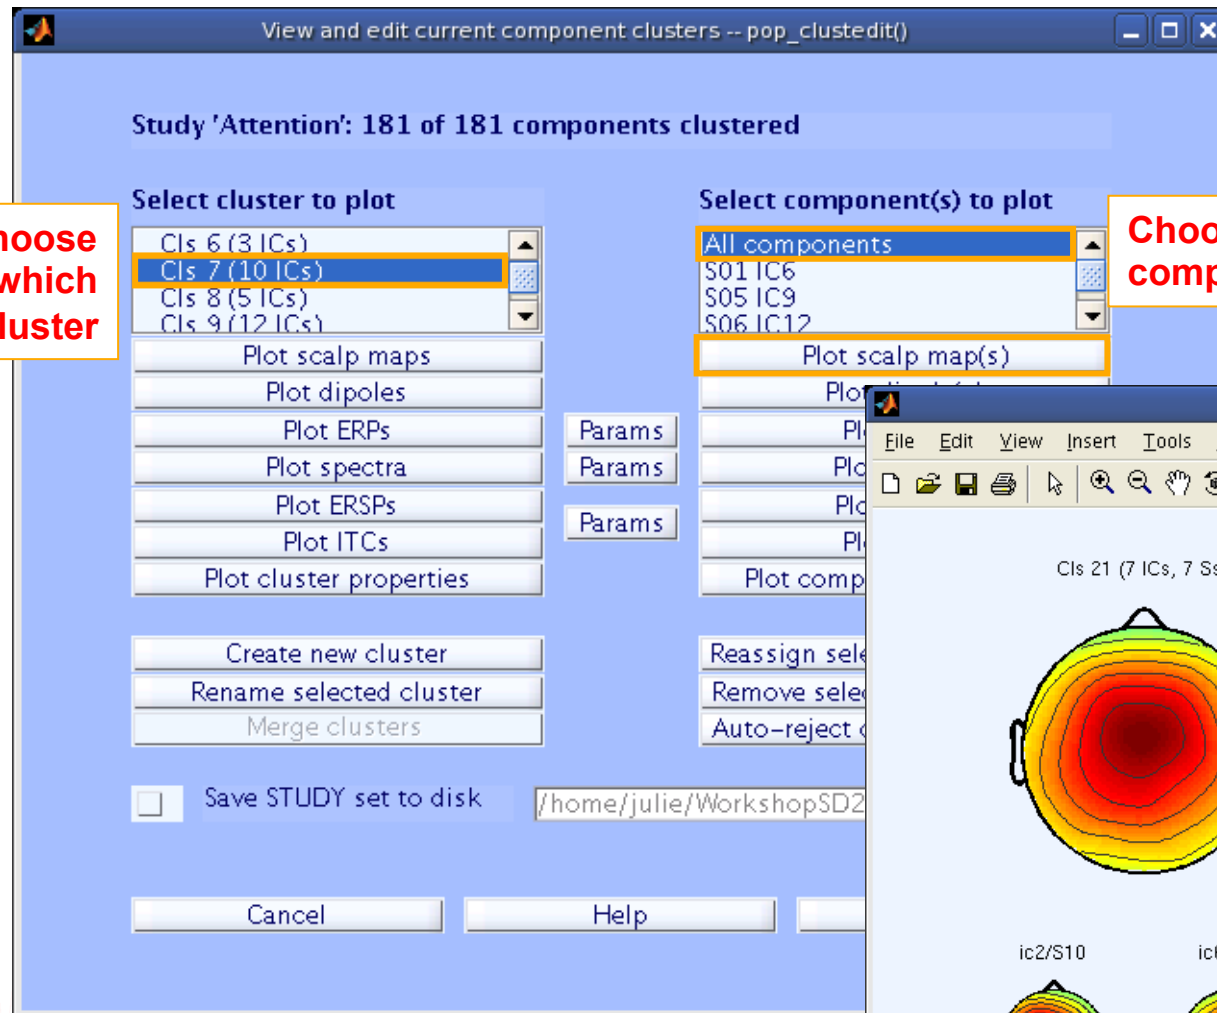 View and edit current component clusters -- pop_clustedit()
Study 'Attention': 181 of 181 components clustered
Select cluster to plot
Select component(s) to plot
which
Cls 6 (3 ICs)
Cls 7 (10 ICs)
Cls 8 (5 ICs)
Cls 9 (12 ICs)
All components
S01 IC6
S05 IC9
S06 IC12
Plot scalp maps
Plot scalp map(s)
Plot dipoles
Plot ERPs
Params
Plot spectra
Params
Plot ERSPs
Params
Plot ITCs
Plot cluster properties
Plot comp
File Edit View Insert Tools
Cls 21 (7 ICs, 7 Ss
Create new cluster
Reassign sele
Rename selected cluster
Remove selec
Merge clusters
Auto-reject
Save STUDY set to disk
/home/julie/WorkshopSD2
Cancel
Help
ic2/S10